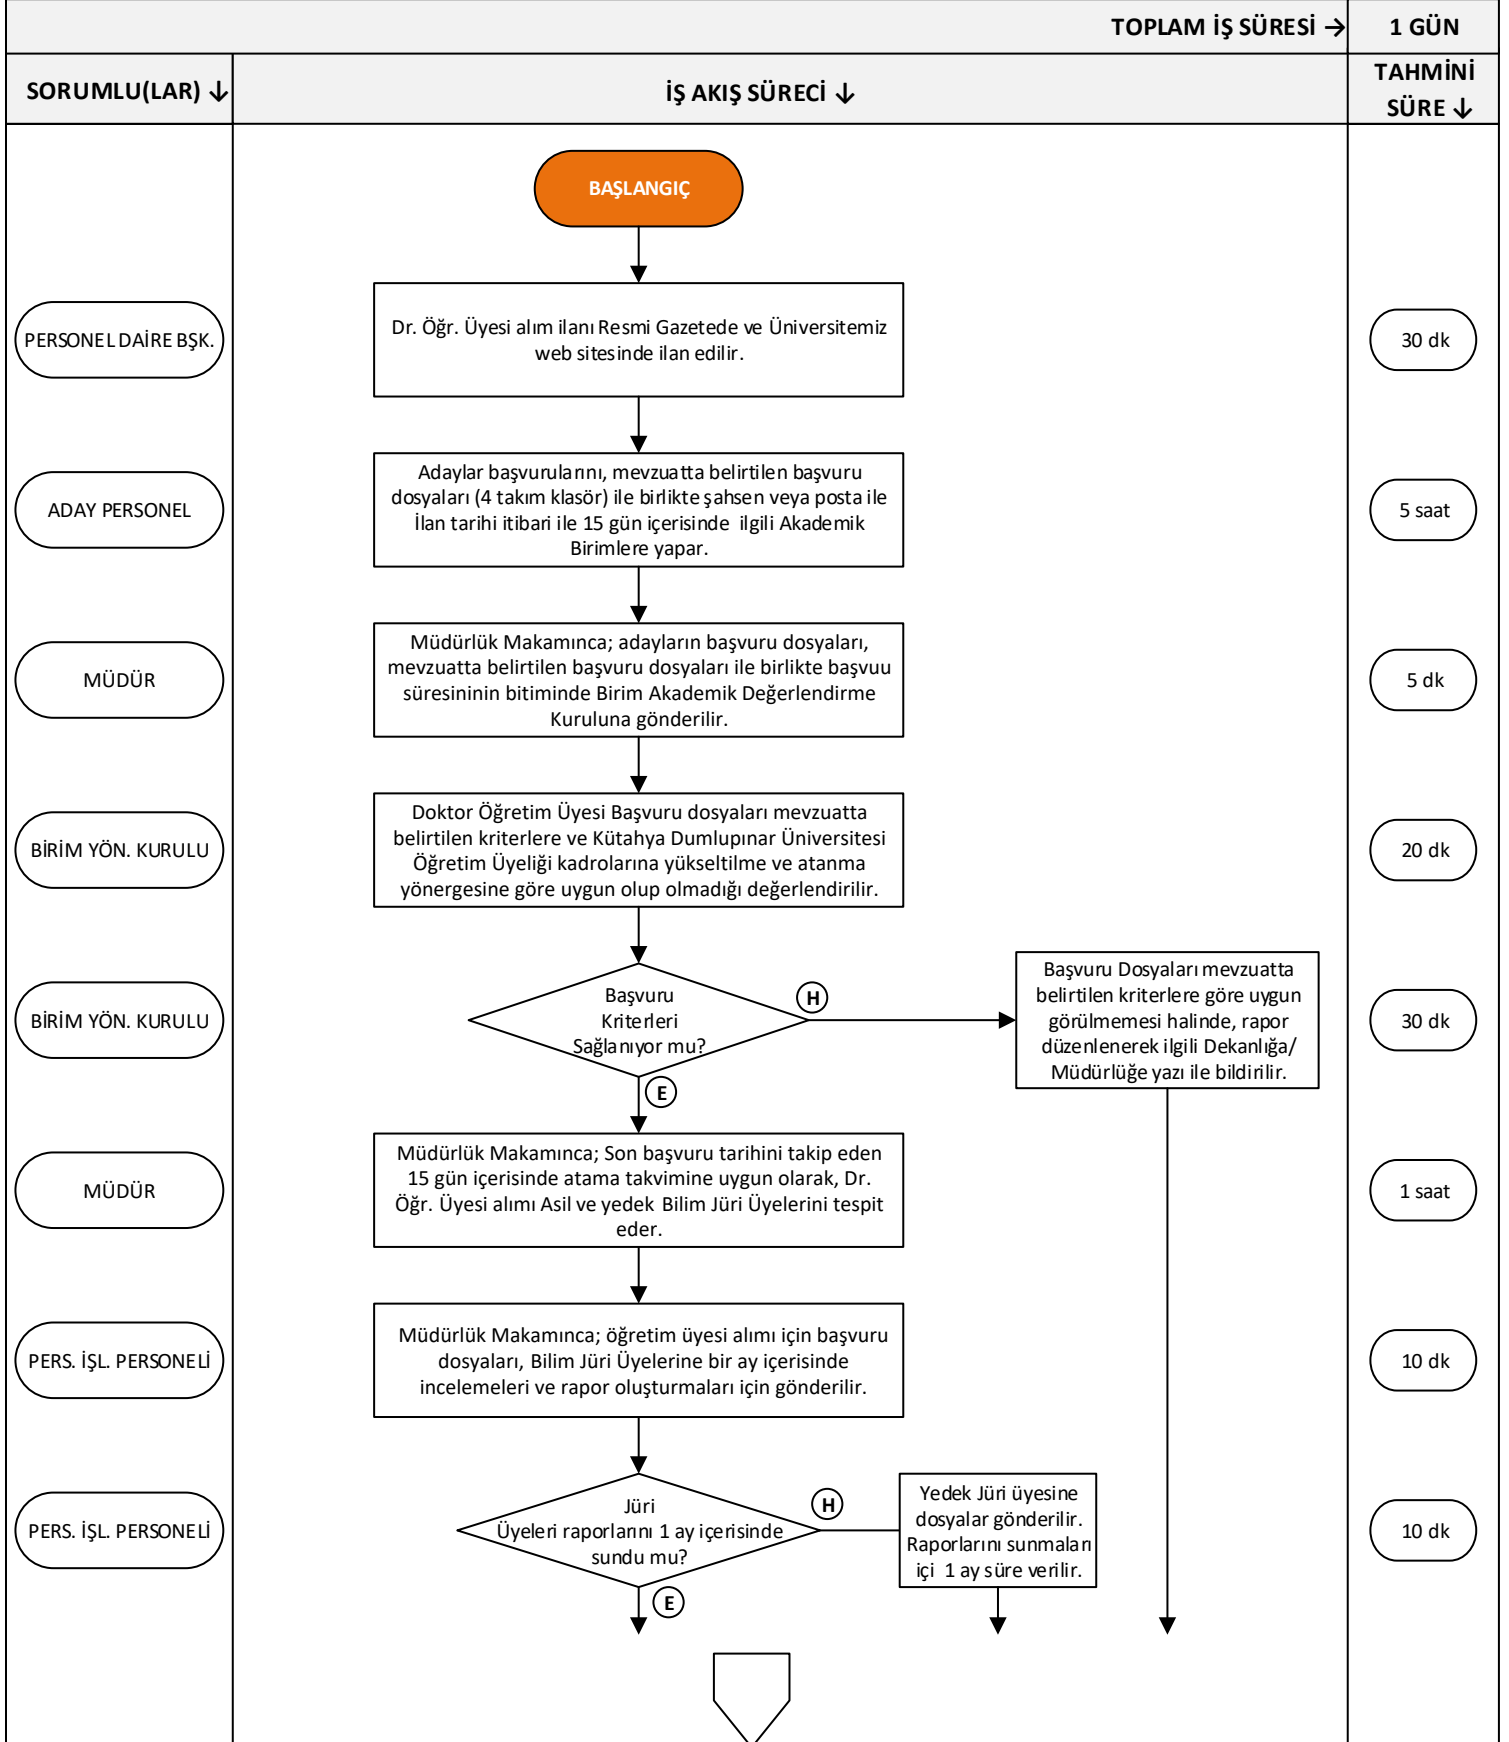 TOPLAM İŞ SÜRESİ → 1 GÜN
SORUMLU(LAR) ↓
İŞ AKIŞ SÜRECİ ↓
TAHMİNİ
SÜRE ↓
BAŞLANGIÇ
PERSONEL DAİRE BŞK.
Dr. Öğr. Üyesi alım ilanı Resmi Gazetede ve Üniversitemiz
web sitesinde ilan edilir.
30 dk
ADAY PERSONEL
Adaylar başvurularını, mevzuatta belirtilen başvuru
dosyaları (4 takım klasör) ile birlikte şahsen veya posta ile
İlan tarihi itibari ile 15 gün içerisinde ilgili Akademik
Birimlere yapar.
5 saat
MÜDÜR
Müdürlük Makamınca; adayların başvuru dosyaları,
mevzuatta belirtilen başvuru dosyaları ile birlikte başvuu
süresininin bitiminde Birim Akademik Değerlendirme
Kuruluna gönderilir.
5 dk
BİRİM YÖN. KURULU
Doktor Öğretim Üyesi Başvuru dosyaları mevzuatta
belirtilen kriterlere ve Kütahya Dumlupınar Üniversitesi
Öğretim Üyeliği kadrolarına yükseltilme ve atanma
yönergesine göre uygun olup olmadığı değerlendirilir.
20 dk
BİRİM YÖN. KURULU
Başvuru
Kriterleri
Sağlanıyor mu?
H
E
Başvuru Dosyaları mevzuatta
belirtilen kriterlere göre uygun
görülmemesi halinde, rapor
düzenlenerek ilgili Dekanlığa/
Müdürlüğe yazı ile bildirilir.
30 dk
MÜDÜR
Müdürlük Makamınca; Son başvuru tarihini takip eden
15 gün içerisinde atama takvimine uygun olarak, Dr.
Öğr. Üyesi alımı Asil ve yedek Bilim Jüri Üyelerini tespit
eder.
1 saat
PERS. İŞL. PERSONELİ
Müdürlük Makamınca; öğretim üyesi alımı için başvuru
dosyaları, Bilim Jüri Üyelerine bir ay içerisinde
incelemeleri ve rapor oluşturmaları için gönderilir.
10 dk
PERS. İŞL. PERSONELİ
Jüri
Üyeleri raporlarını 1 ay içerisinde
sundu mu?
H
E
Yedek Jüri üyesine
dosyalar gönderilir.
Raporlarını sunmaları
içi 1 ay süre verilir.
10 dk